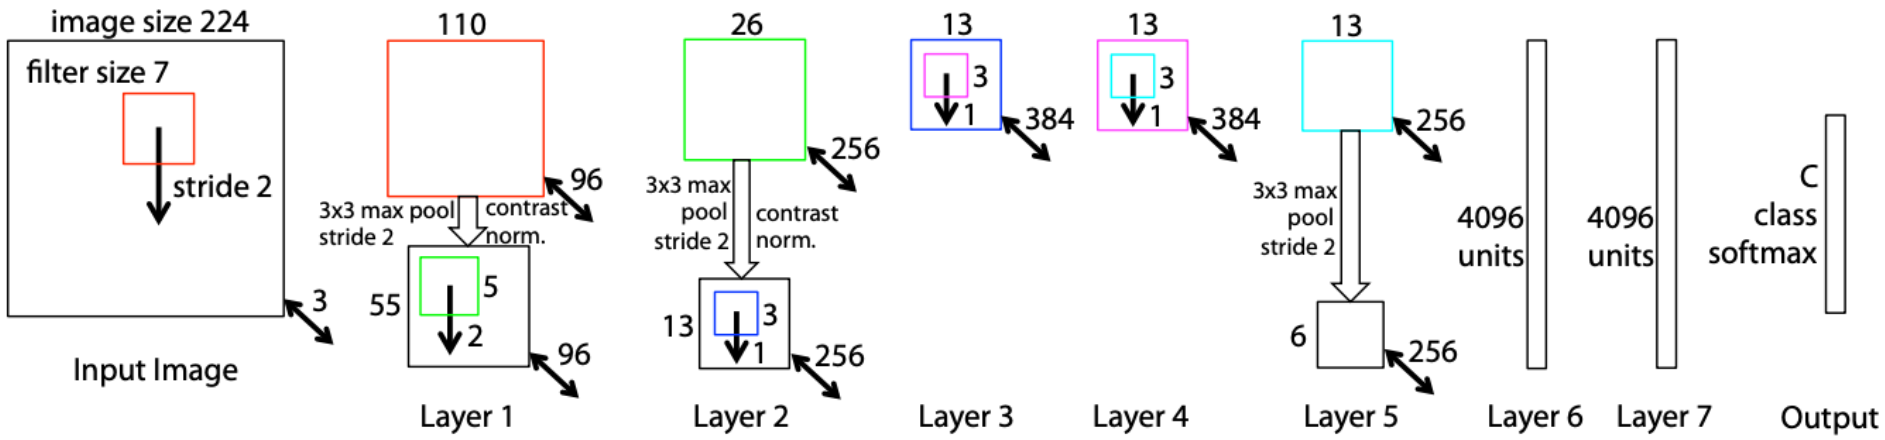 image size 224
filter size 7
stride 2
3
Input Image
110
96
3x3 max pool
stride 2
contrast
norm.
55
5
2
96
Layer 1
26
256
3x3 max
pool
stride 2
contrast
norm.
13
3
1
256
Layer 2
13
3
1
384
Layer 3
13
3
1
384
Layer 4
13
256
3x3 max
pool
stride 2
6
256
Layer 5
4096
units
Layer 6
4096
units
Layer 7
C
class
softmax
Output